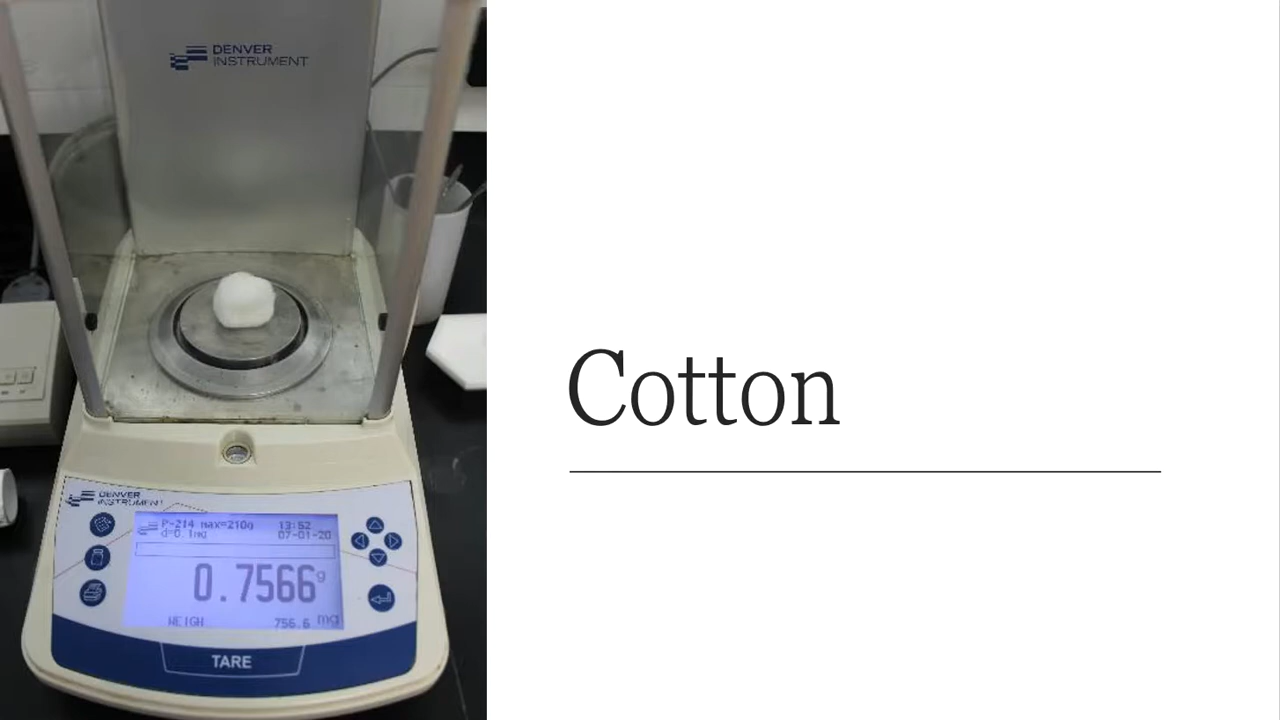 DENVER
INSTRUMENT
DENVER
INSTRUMENT
P-214 max=210g 13:52
d=0.1mg 07-01-20
0.7566 g
WEIGH 756.6 mg
TARE
Cotton